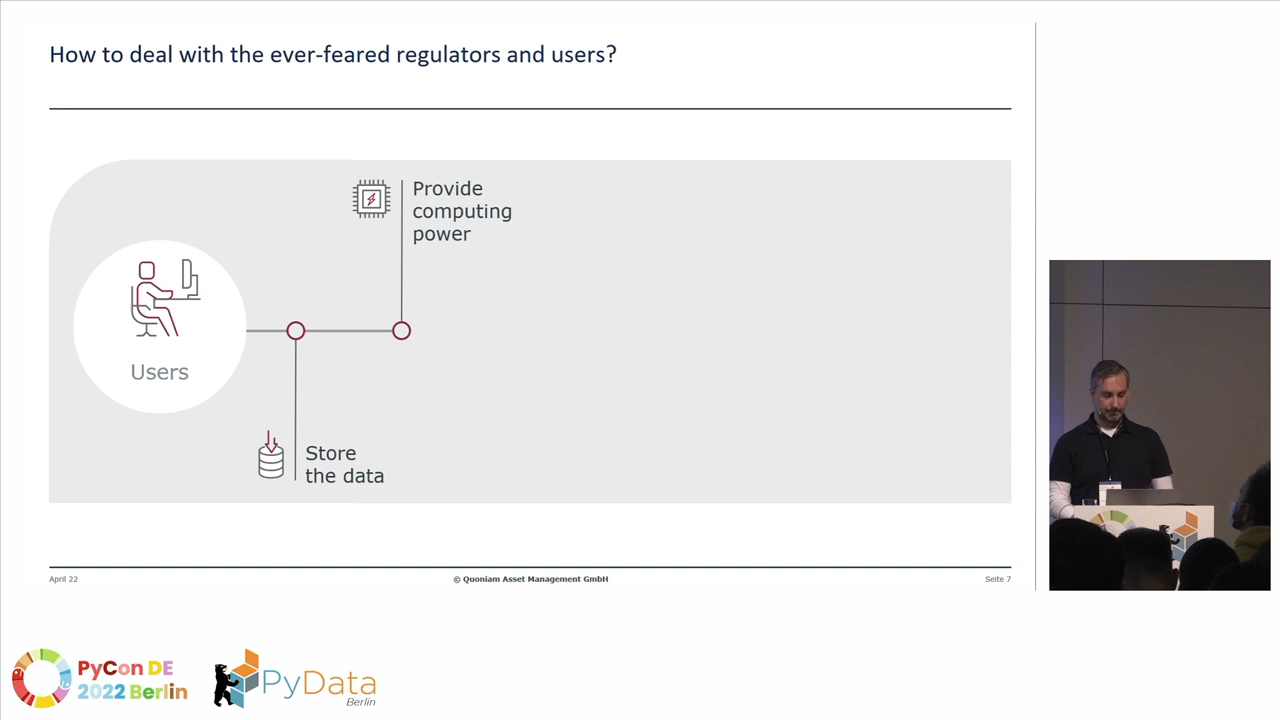 How to deal with the ever-feared regulators and users?
Provide
computing
power
Users
Store
the data
April 22
© Quoniam Asset Management GmbH
Seite 7
PyCon DE
2022 Berlin
PyData
Berlin